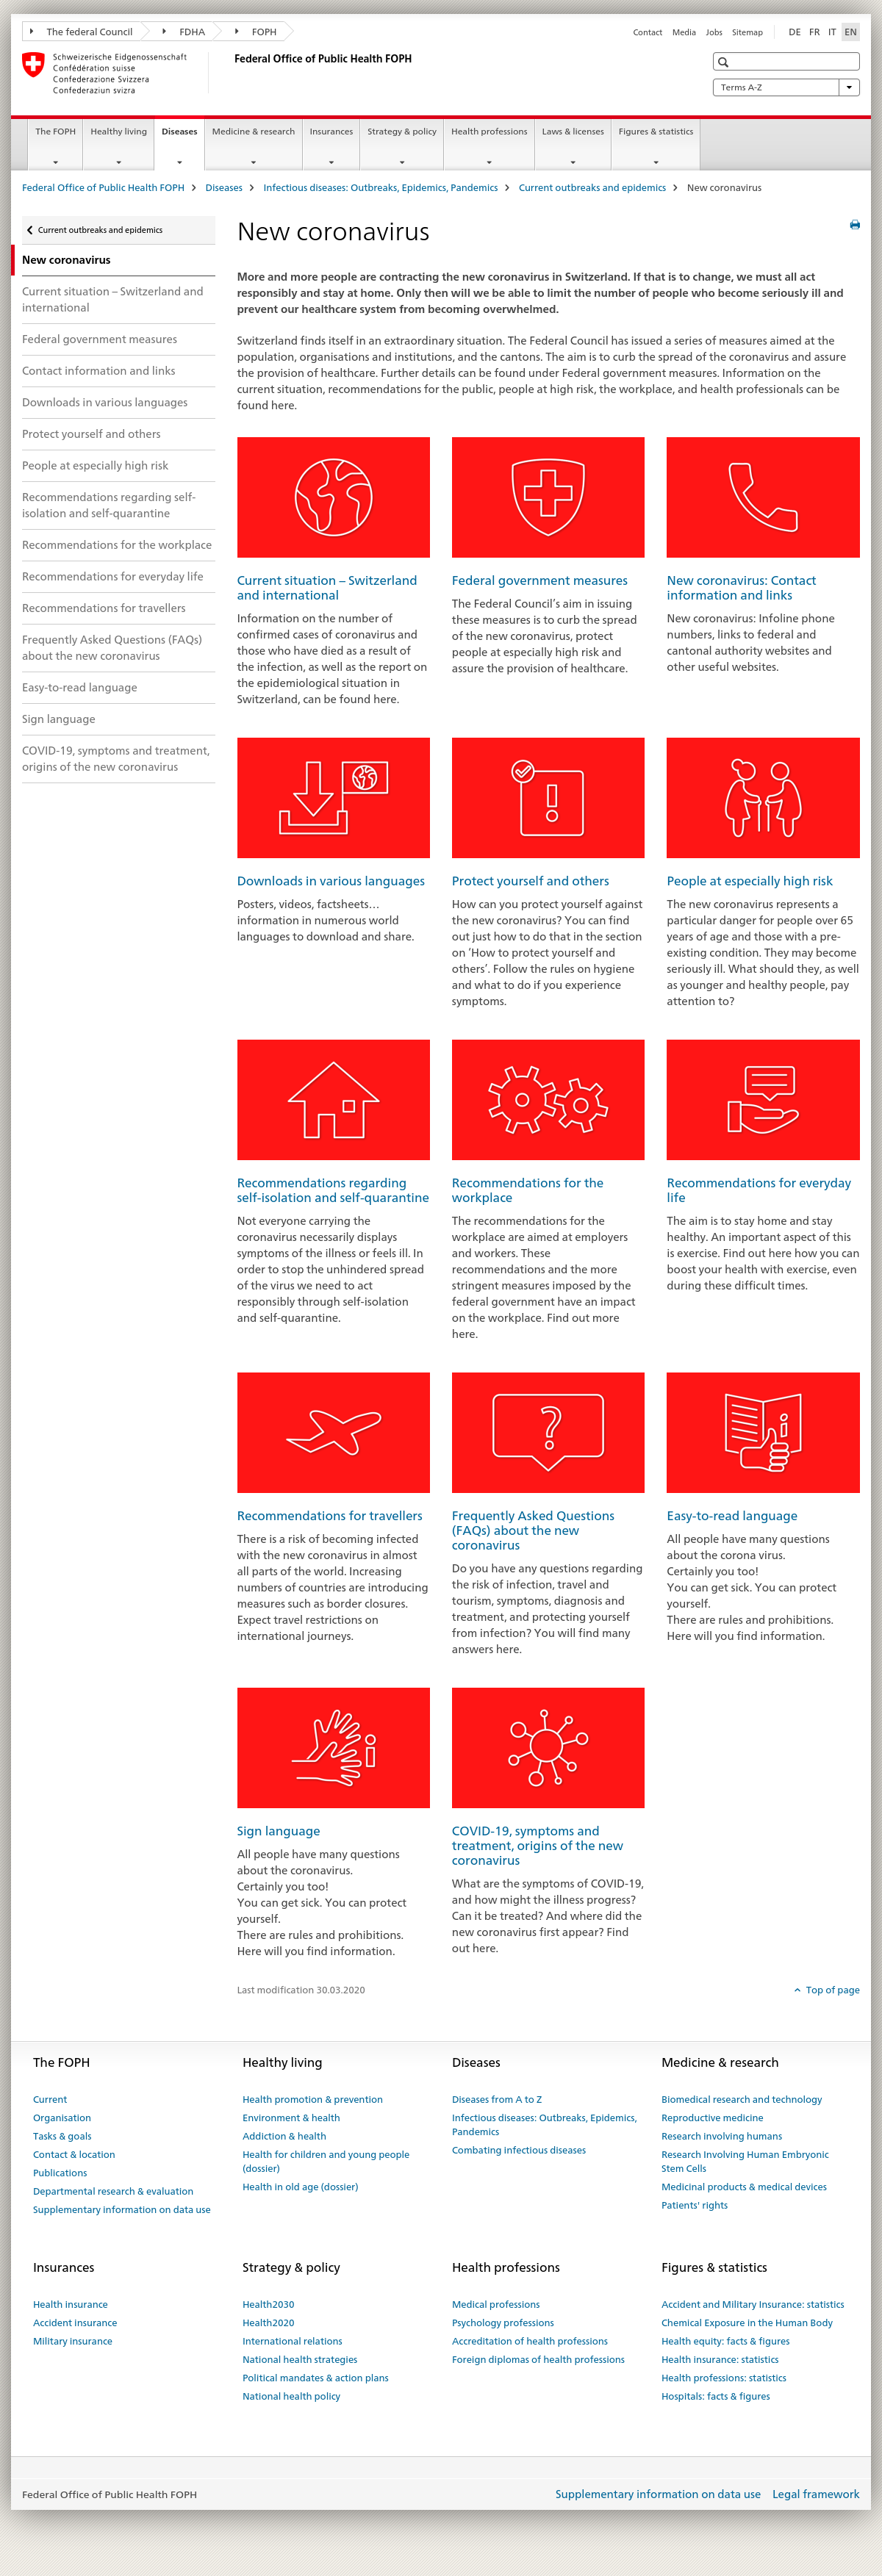 The federal Council
FDHA
FOPH
Contact Media Jobs Sitemap
DE FR IT EN
Schweizerische Eidgenossenschaft
Confédération suisse
Confederazione Svizzera
Confederaziun svizra
Federal Office of Public Health FOPH
Terms A-Z
The FOPH
Healthy living
Diseases
Medicine & research
Insurances
Strategy & policy
Health professions
Laws & licenses
Figures & statistics
Federal Office of Public Health FOPH > Diseases > Infectious diseases: Outbreaks, Epidemics, Pandemics > Current outbreaks and epidemics > New coronavirus
Current outbreaks and epidemics
New coronavirus
Current situation – Switzerland and
international
Federal government measures
Contact information and links
Downloads in various languages
Protect yourself and others
People at especially high risk
Recommendations regarding self-
isolation and self-quarantine
Recommendations for the workplace
Recommendations for everyday life
Recommendations for travellers
Frequently Asked Questions (FAQs)
about the new coronavirus
Easy-to-read language
Sign language
COVID-19, symptoms and treatment,
origins of the new coronavirus
New coronavirus
More and more people are contracting the new coronavirus in Switzerland. If that is to change, we must all act
responsibly and stay at home. Only then will we be able to limit the number of people who become seriously ill and
prevent our healthcare system from becoming overwhelmed.
Switzerland finds itself in an extraordinary situation. The Federal Council has issued a series of measures aimed at the
population, organisations and institutions, and the cantons. The aim is to curb the spread of the coronavirus and assure
the provision of healthcare. Further details can be found under Federal government measures. Information on the
current situation, recommendations for the public, people at high risk, the workplace, and health professionals can be
found here.
Current situation – Switzerland
and international
Information on the number of
confirmed cases of coronavirus and
those who have died as a result of
the infection, as well as the report on
the epidemiological situation in
Switzerland, can be found here.
Federal government measures
The Federal Council’s aim in issuing
these measures is to curb the spread
of the new coronavirus, protect
people at especially high risk and
assure the provision of healthcare.
New coronavirus: Contact
information and links
New coronavirus: Infoline phone
numbers, links to federal and
cantonal authority websites and
other useful websites.
Downloads in various languages
Posters, videos, factsheets…
information in numerous world
languages to download and share.
Protect yourself and others
How can you protect yourself against
the new coronavirus? You can find
out just how to do that in the section
on ‘How to protect yourself and
others’. Follow the rules on hygiene
and what to do if you experience
symptoms.
People at especially high risk
The new coronavirus represents a
particular danger for people over 65
years of age and those with a pre-
existing condition. They may become
seriously ill. What should they, as well
as younger and healthy people, pay
attention to?
Recommendations regarding
self-isolation and self-quarantine
Not everyone carrying the
coronavirus necessarily displays
symptoms of the illness or feels ill. In
order to stop the unhindered spread
of the virus we need to act
responsibly through self-isolation
and self-quarantine.
Recommendations for the
workplace
The recommendations for the
workplace are aimed at employers
and workers. These
recommendations and the more
stringent measures imposed by the
federal government have an impact
on the workplace. Find out more
here.
Recommendations for everyday
life
The aim is to stay home and stay
healthy. An important aspect of this
is exercise. Find out here how you can
boost your health with exercise, even
during these difficult times.
Recommendations for travellers
There is a risk of becoming infected
with the new coronavirus in almost
all parts of the world. Increasing
numbers of countries are introducing
measures such as border closures.
Expect travel restrictions on
international journeys.
?
Frequently Asked Questions
(FAQs) about the new
coronavirus
Do you have any questions regarding
the risk of infection, travel and
tourism, symptoms, diagnosis and
treatment, and protecting yourself
from infection? You will find many
answers here.
Easy-to-read language
All people have many questions
about the corona virus.
Certainly you too!
You can get sick. You can protect
yourself.
There are rules and prohibitions.
Here will you find information.
Sign language
All people have many questions
about the coronavirus.
Certainly you too!
You can get sick. You can protect
yourself.
There are rules and prohibitions.
Here will you find information.
COVID-19, symptoms and
treatment, origins of the new
coronavirus
What are the symptoms of COVID-19,
and how might the illness progress?
Can it be treated? And where did the
new coronavirus first appear? Find
out here.
Last modification 30.03.2020
Top of page
The FOPH
Current
Organisation
Tasks & goals
Contact & location
Publications
Departmental research & evaluation
Supplementary information on data use
Healthy living
Health promotion & prevention
Environment & health
Addiction & health
Health for children and young people
(dossier)
Health in old age (dossier)
Diseases
Diseases from A to Z
Infectious diseases: Outbreaks, Epidemics,
Pandemics
Combating infectious diseases
Medicine & research
Biomedical research and technology
Reproductive medicine
Research involving humans
Research Involving Human Embryonic
Stem Cells
Medicinal products & medical devices
Patients' rights
Insurances
Health insurance
Accident insurance
Military insurance
Strategy & policy
Health2030
Health2020
International relations
National health strategies
Political mandates & action plans
National health policy
Health professions
Medical professions
Psychology professions
Accreditation of health professions
Foreign diplomas of health professions
Figures & statistics
Accident and Military Insurance: statistics
Chemical Exposure in the Human Body
Health equity: facts & figures
Health insurance: statistics
Health professions: statistics
Hospitals: facts & figures
Federal Office of Public Health FOPH
Supplementary information on data use Legal framework